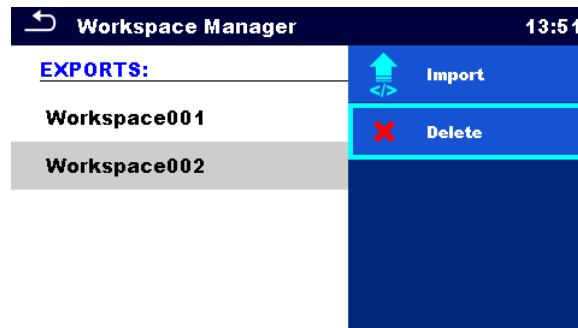 Workspace Manager 13:51
EXPORTS:
Import
Workspace001
Delete
Workspace002